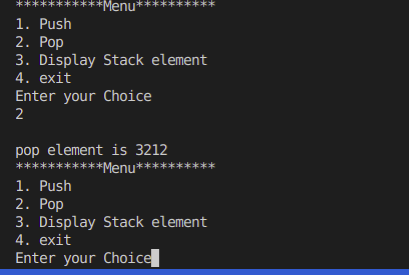 ***********Menu**********
1. Push
2. Pop
3. Display Stack element
4. exit
Enter your Choice
2
pop element is 3212
***********Menu**********
1. Push
2. Pop
3. Display Stack element
4. exit
Enter your Choice